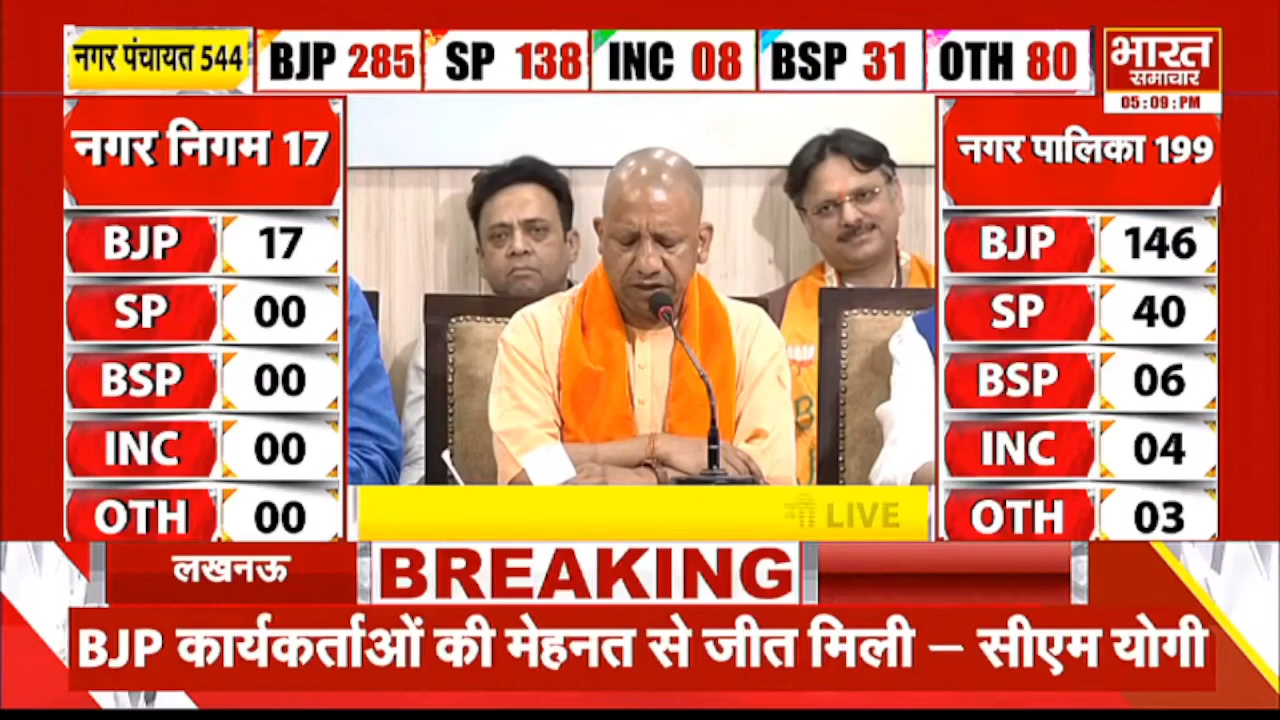 नगर पंचायत 544 BJP 285 SP 138 INC 08 BSP 31 OTH 80
भारत
समाचार
05:09:PM
नगर निगम 17
BJP 17
SP 00
BSP 00
INC 00
OTH 00
नगर पालिका 199
BJP 146
SP 40
BSP 06
INC 04
OTH 03
LIVE
लखनऊ
BREAKING
BJP कार्यकर्ताओं की मेहनत से जीत मिली – सीएम योगी